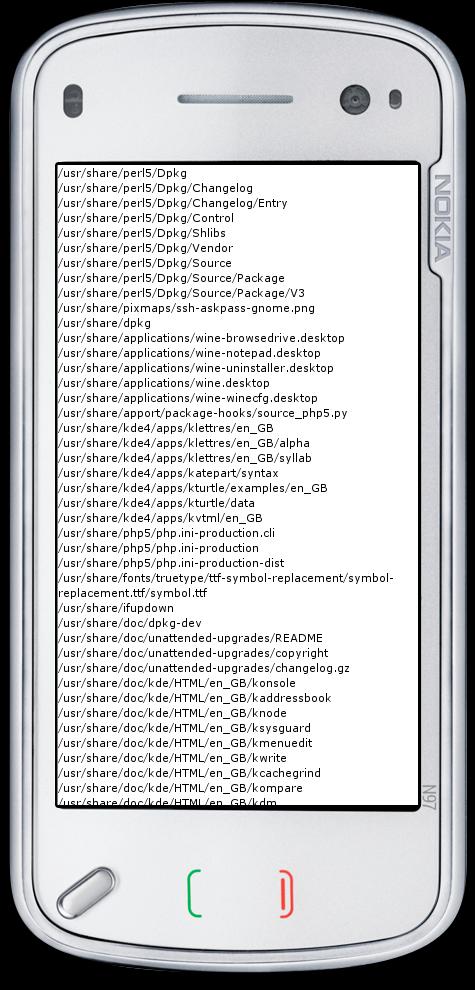 /usr/share/perl5/Dpkg
/usr/share/perl5/Dpkg/Changelog
/usr/share/perl5/Dpkg/Changelog/Entry
/usr/share/perl5/Dpkg/Control
/usr/share/perl5/Dpkg/Shlibs
/usr/share/perl5/Dpkg/Vendor
/usr/share/perl5/Dpkg/Source
/usr/share/perl5/Dpkg/Source/Package
/usr/share/perl5/Dpkg/Source/Package/V3
/usr/share/pixmaps/ssh-askpass-gnome.png
/usr/share/dpkg
/usr/share/applications/wine-browsedrive.desktop
/usr/share/applications/wine-notepad.desktop
/usr/share/applications/wine-uninstaller.desktop
/usr/share/applications/wine.desktop
/usr/share/applications/wine-winecfg.desktop
/usr/share/apport/package-hooks/source_php5.py
/usr/share/kde4/apps/klettres/en_GB
/usr/share/kde4/apps/klettres/en_GB/alpha
/usr/share/kde4/apps/klettres/en_GB/syllab
/usr/share/kde4/apps/katepart/syntax
/usr/share/kde4/apps/kturtle/examples/en_GB
/usr/share/kde4/apps/kturtle/data
/usr/share/kde4/apps/kvtml/en_GB
/usr/share/php5/php.ini-production.cli
/usr/share/php5/php.ini-production
/usr/share/php5/php.ini-production-dist
/usr/share/fonts/truetype/ttf-symbol-replacement/symbol-
replacement.ttf/symbol.ttf
/usr/share/ifupdown
/usr/share/doc/dpkg-dev
/usr/share/doc/unattended-upgrades/README
/usr/share/doc/unattended-upgrades/copyright
/usr/share/doc/unattended-upgrades/changelog.gz
/usr/share/doc/kde/HTML/en_GB/konsole
/usr/share/doc/kde/HTML/en_GB/kaddressbook
/usr/share/doc/kde/HTML/en_GB/knode
/usr/share/doc/kde/HTML/en_GB/ksysguard
/usr/share/doc/kde/HTML/en_GB/kmenuedit
/usr/share/doc/kde/HTML/en_GB/kwrite
/usr/share/doc/kde/HTML/en_GB/kcachegrind
/usr/share/doc/kde/HTML/en_GB/kompare
/usr/share/doc/kde/HTML/en_GB/kdm
NOKIA
N97